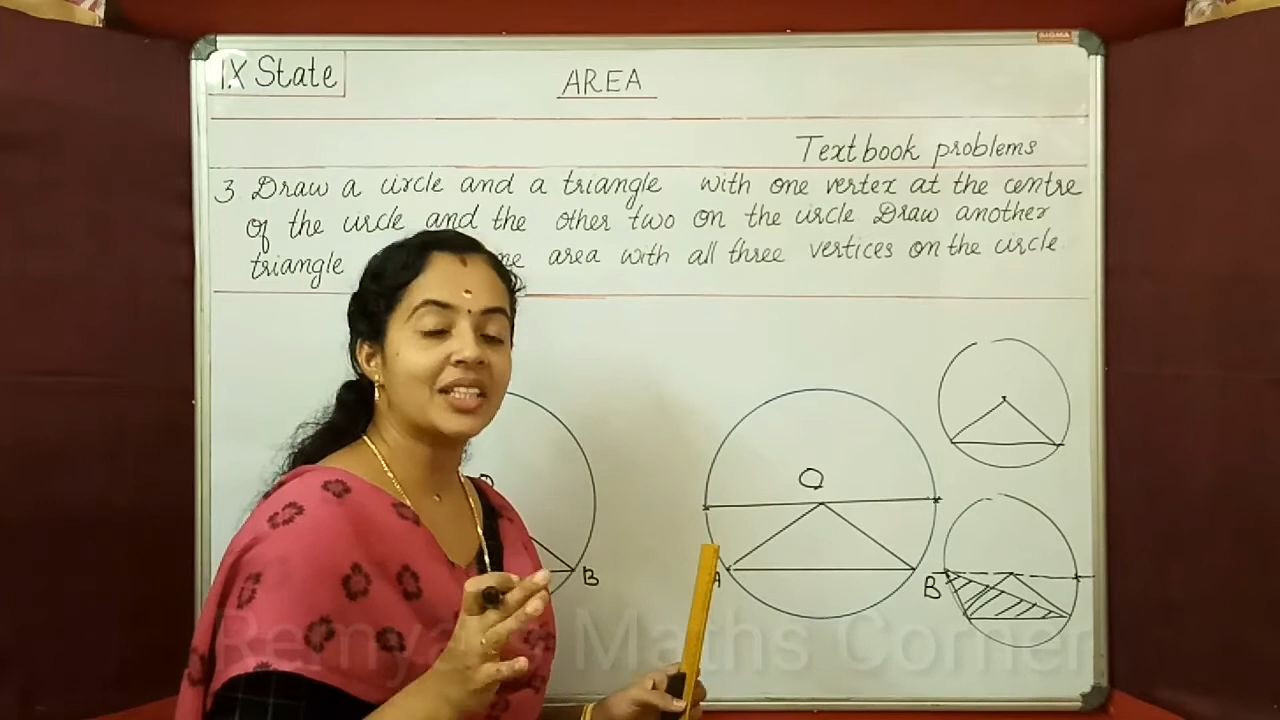 SIGMA
IX State
AREA
Textbook problems
3 Draw a circle and a triangle with one vertex at the centre
of the circle and the other two on the circle Draw another
triangle area with all three vertices on the circle
O
B
A
B
Remya's Maths Corner